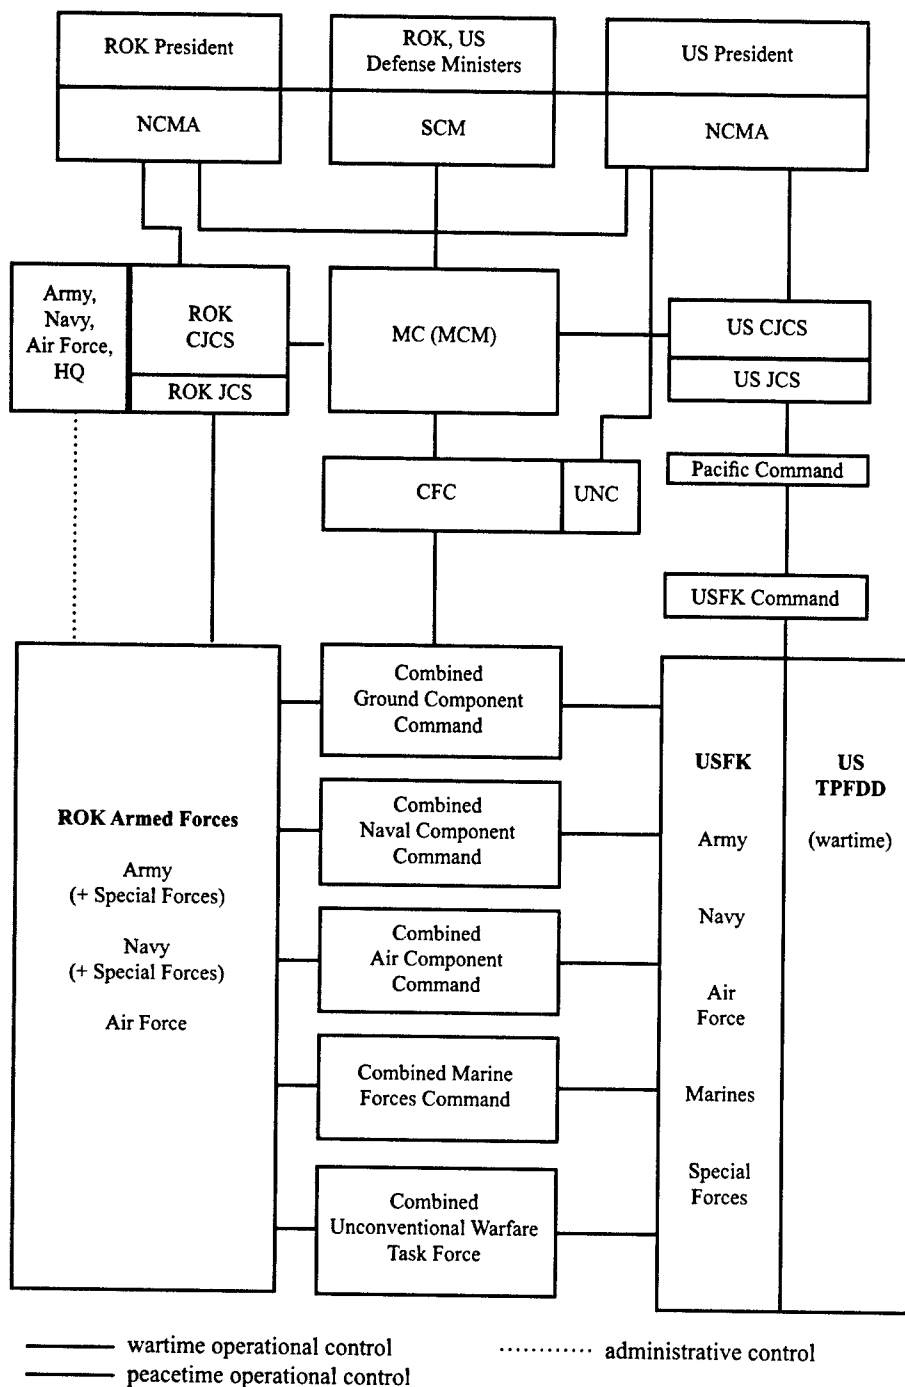 ROK President
NCMA
ROK, US
Defense Ministers
SCM
US President
NCMA
Army,
Navy,
Air Force,
HQ
ROK
CJCS
ROK JCS
MC (MCM)
US CJCS
US JCS
CFC
UNC
Pacific Command
USFK Command
ROK Armed Forces
Army
(+ Special Forces)
Navy
(+ Special Forces)
Air Force
Combined
Ground Component
Command
Combined
Naval Component
Command
Combined
Air Component
Command
Combined Marine
Forces Command
Combined
Unconventional Warfare
Task Force
USFK
Army
Navy
Air
Force
Marines
Special
Forces
US
TPFDD
(wartime)
wartime operational control
peacetime operational control
administrative control